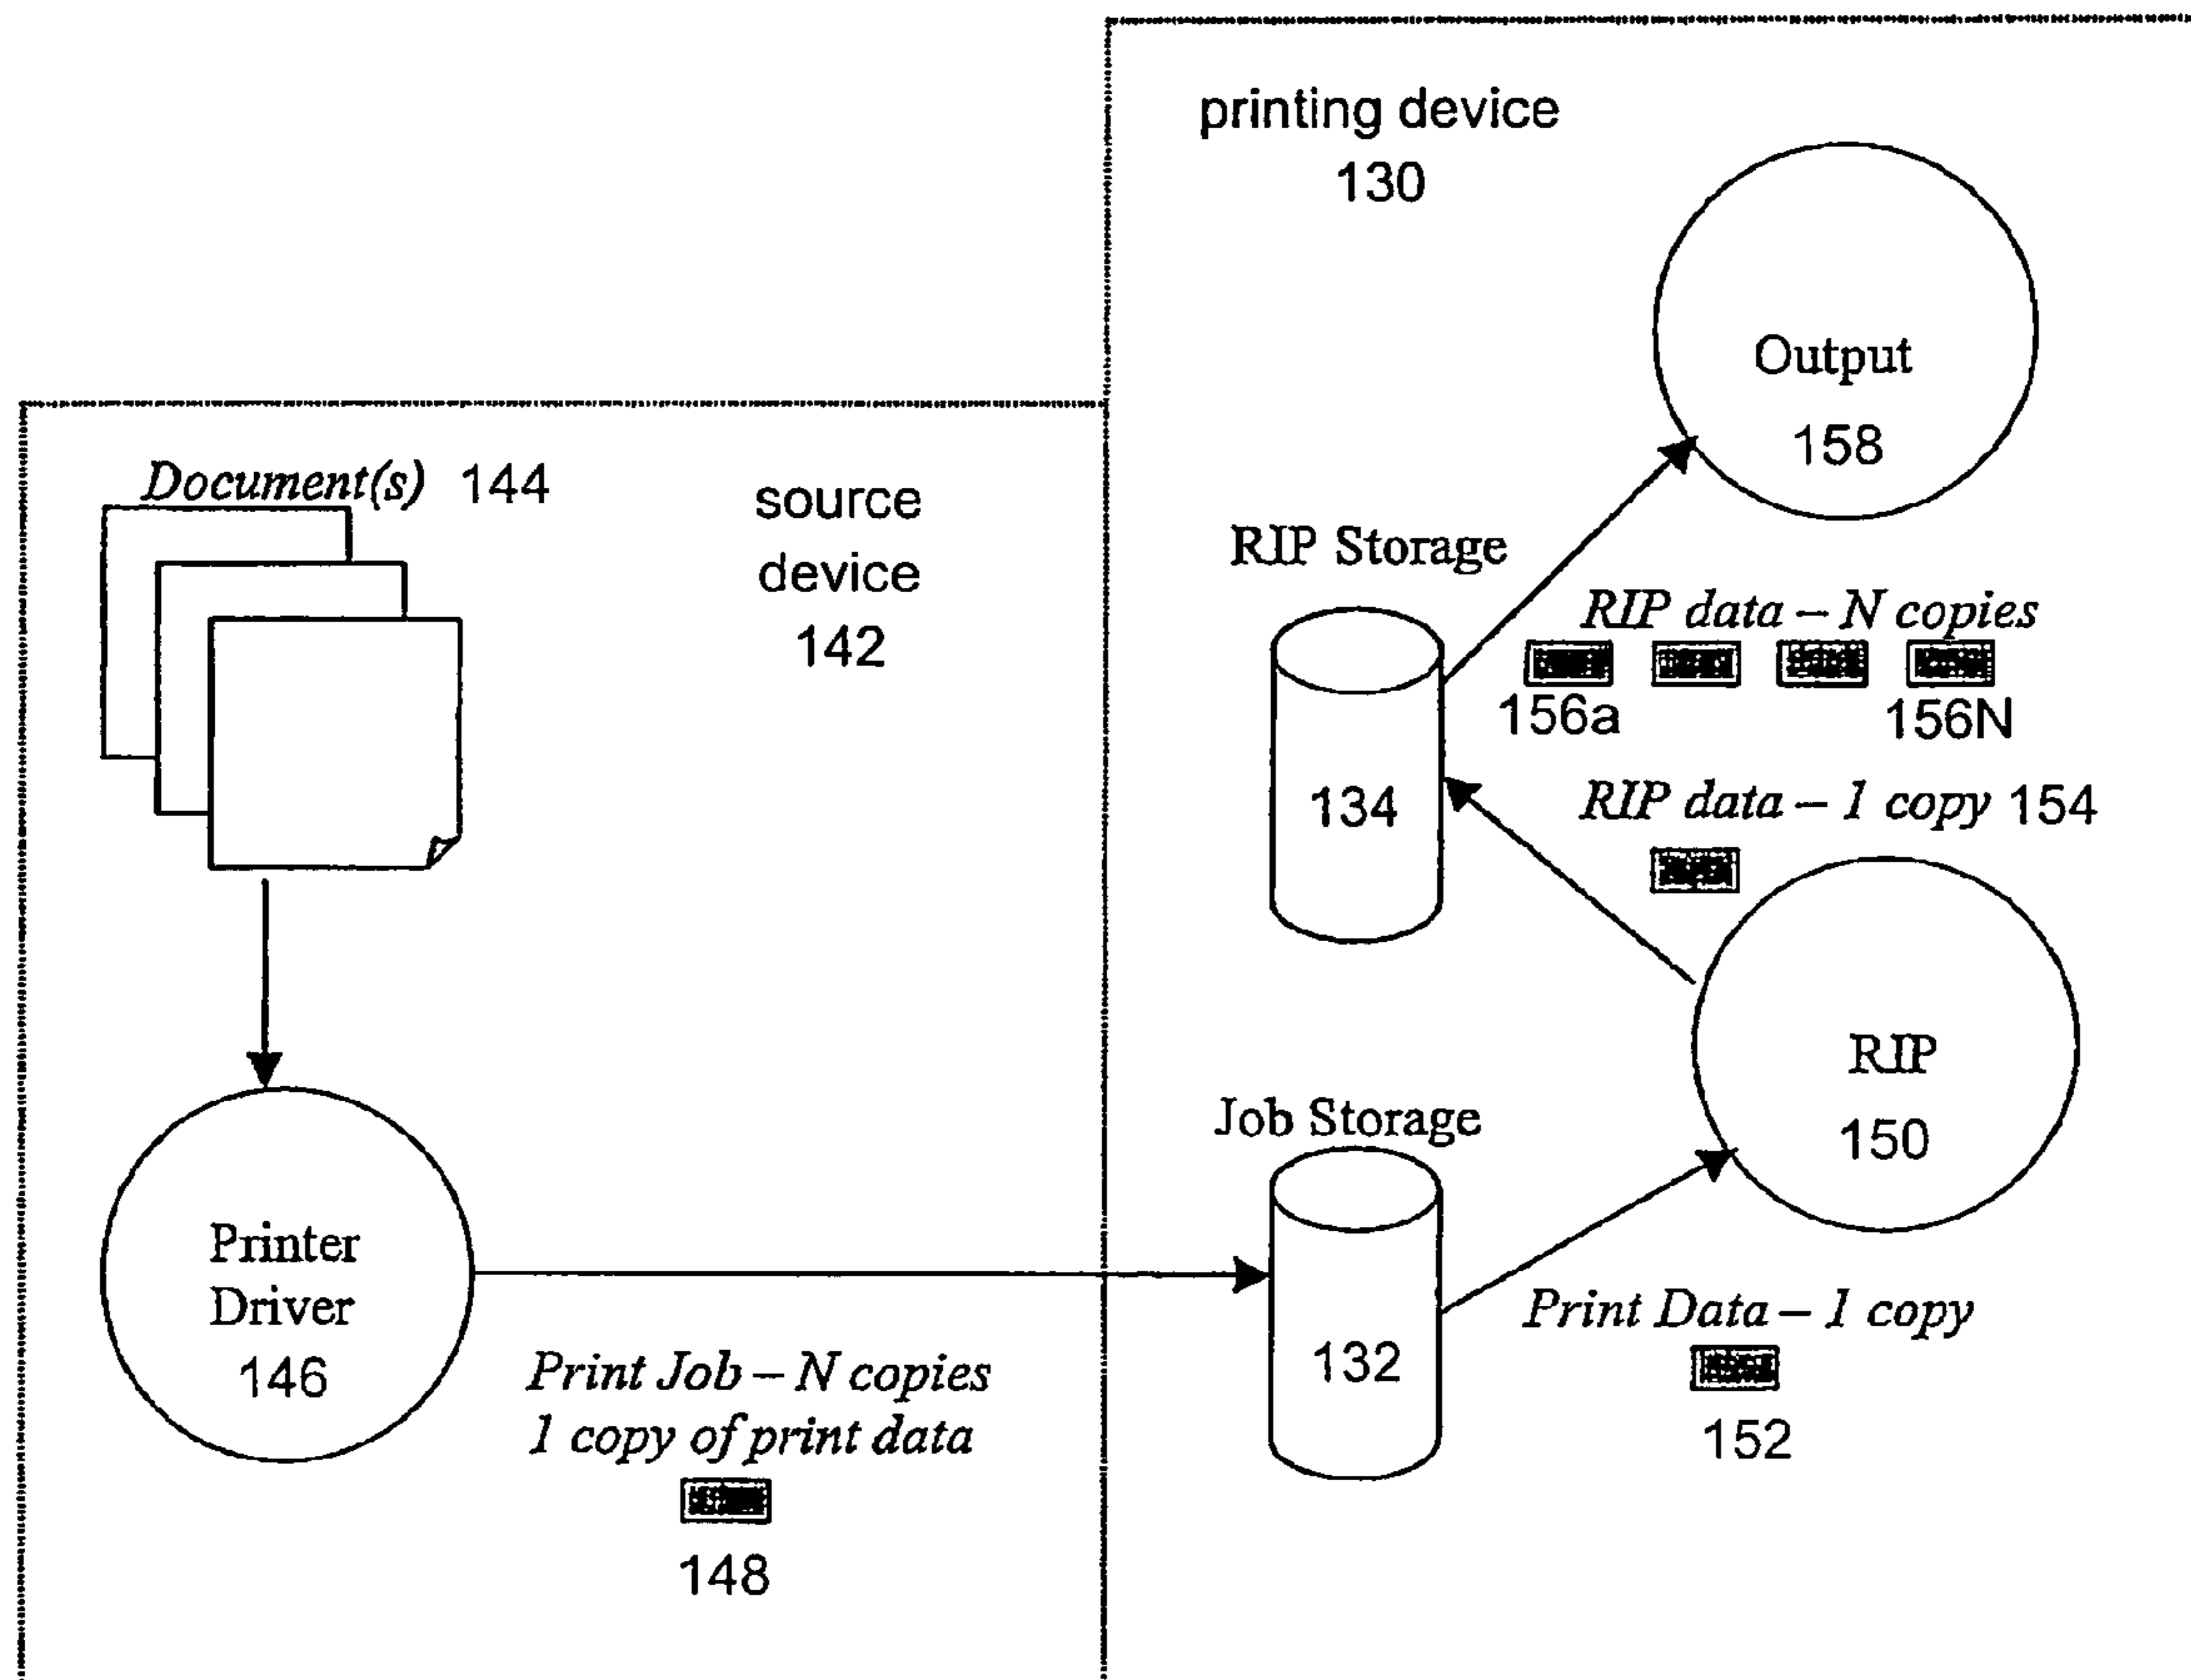 printing device
130
Output
158
Document(s) 144
source
device
142
RIP Storage
134
RIP data – N copies
156a
156N
RIP data – 1 copy 154
RIP
150
Job Storage
132
Print Data – 1 copy
152
Printer
Driver
146
Print Job – N copies
1 copy of print data
148